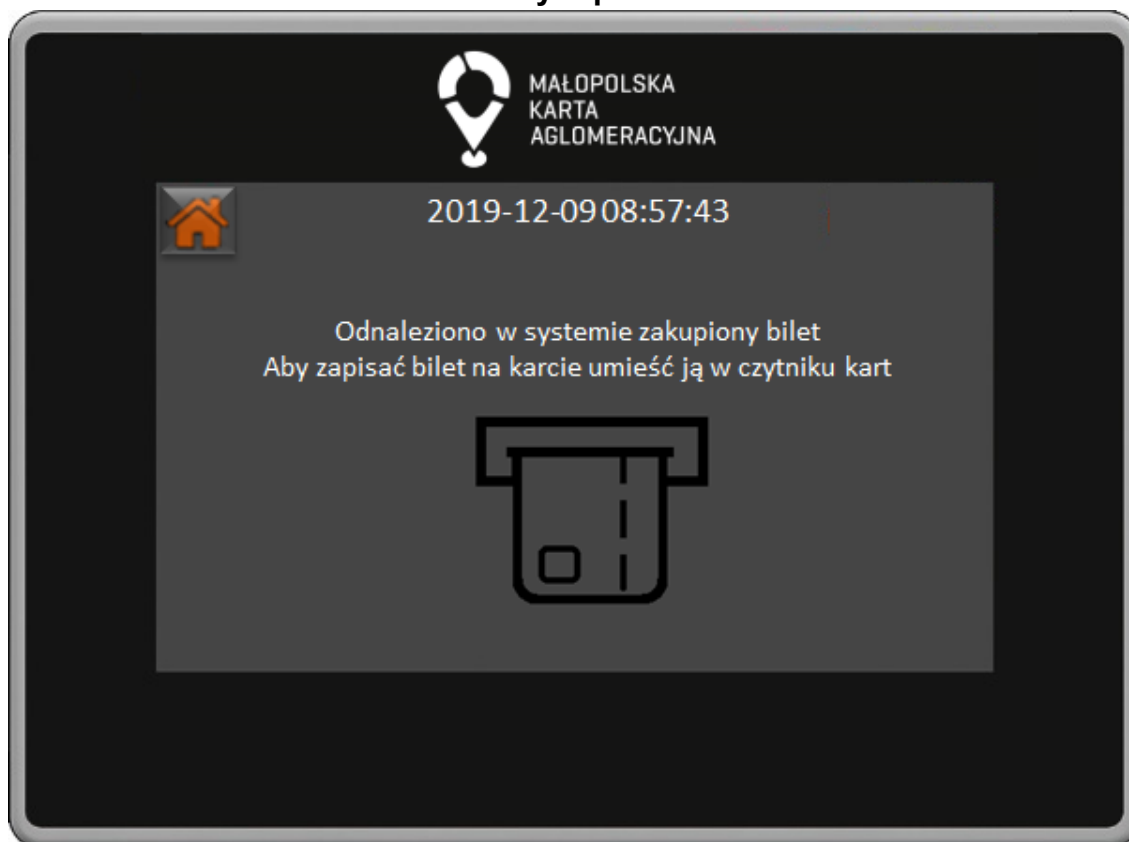 MAŁOPOLSKA
KARTA
AGLOMERACYJNA
2019-12-09 08:57:43
Odnaleziono w systemie zakupiony bilet
Aby zapisać bilet na karcie umieść ją w czytniku kart